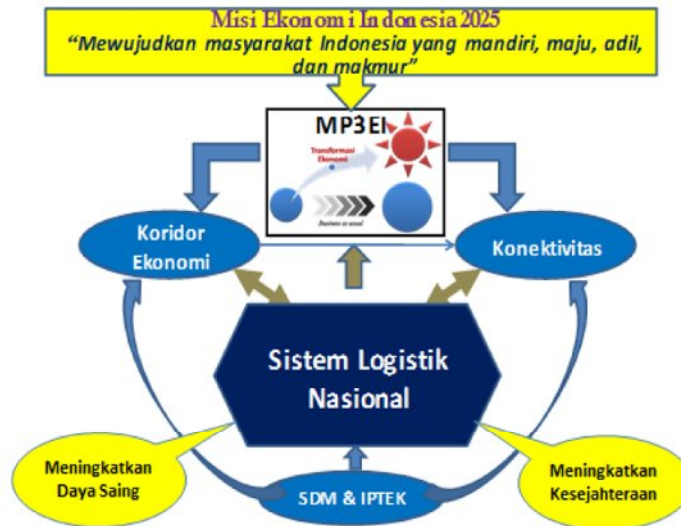 Misi Ekonomi Indonesia 2025
“Mewujudkan masyarakat Indonesia yang mandiri, maju, adil,
dan makmur”
MP3EI
Transformasi
Ekonomi
Business as usual
Koridor
Ekonomi
Konektivitas
Sistem Logistik
Nasional
Meningkatkan
Daya Saing
SDM & IPTEK
Meningkatkan
Kesejahteraan